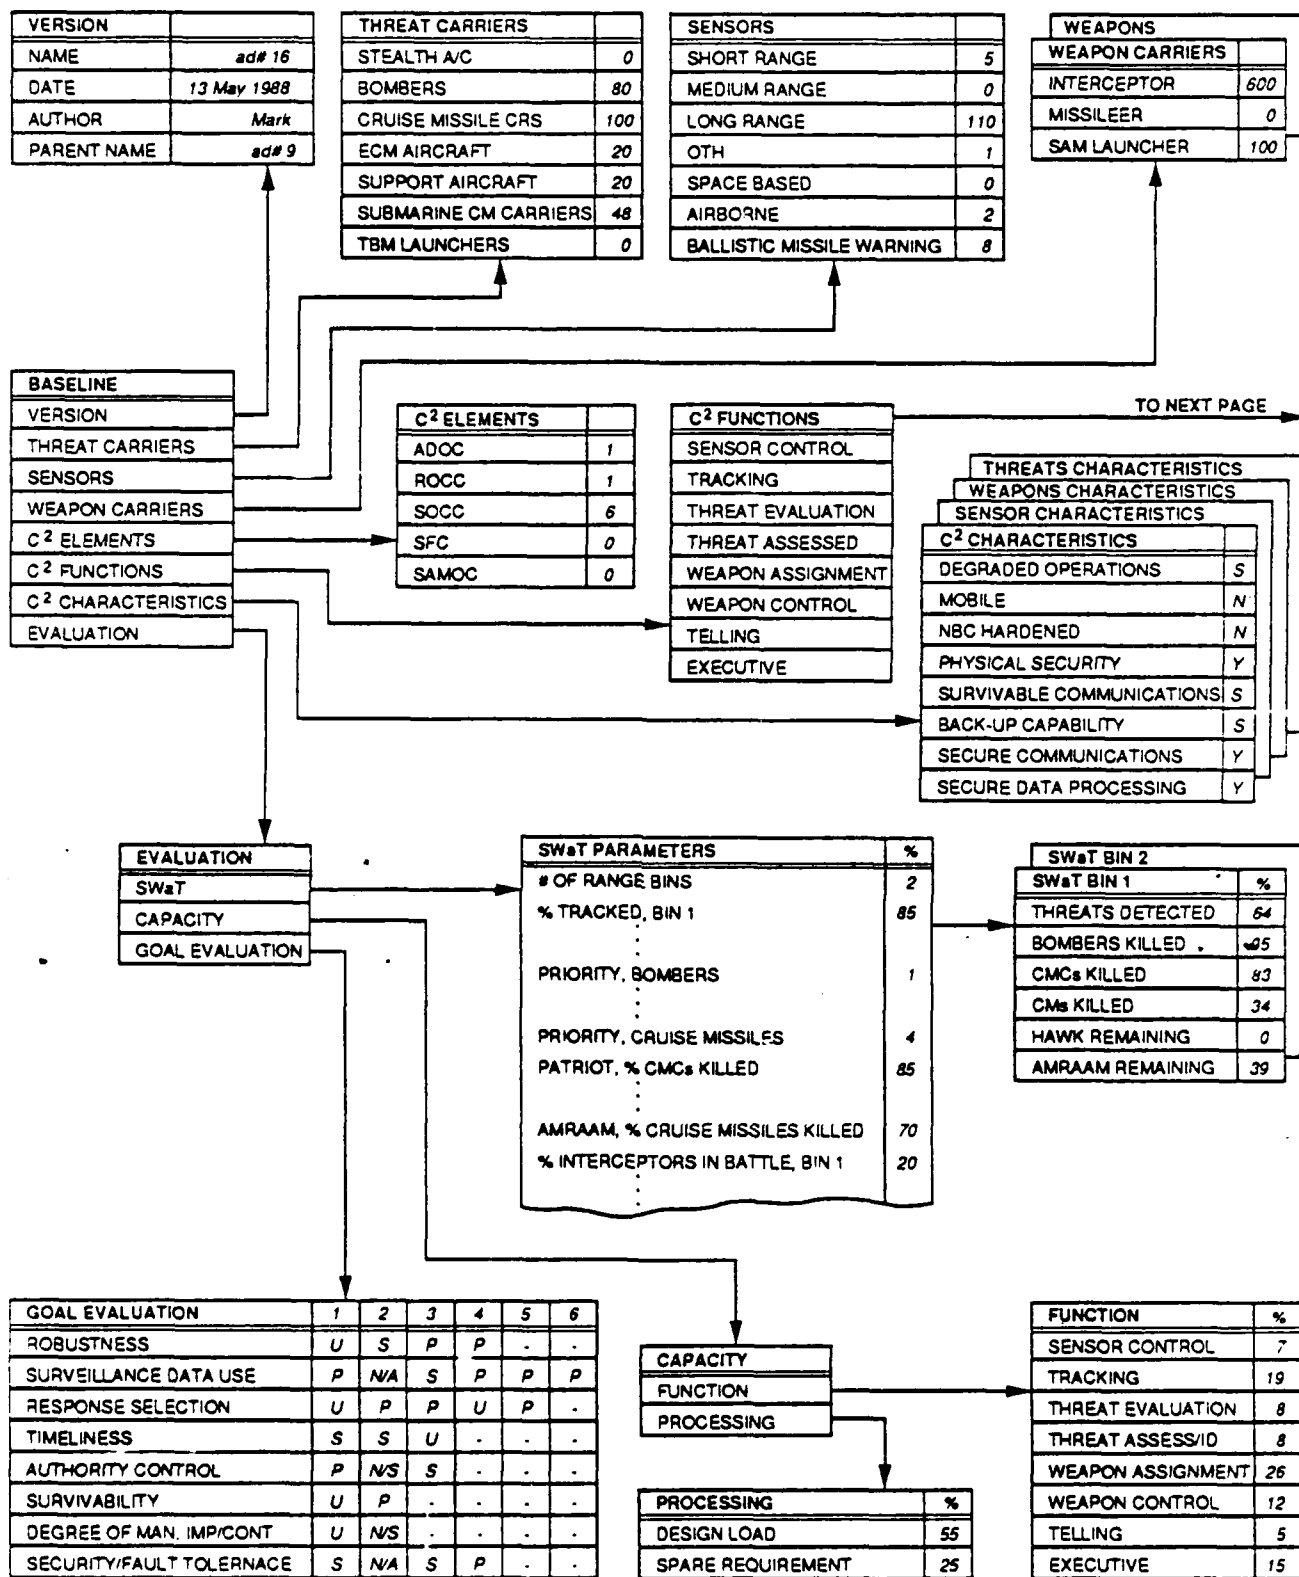 VERSION
NAME ad# 16
DATE 13 May 1988
AUTHOR Mark
PARENT NAME ad# 9
THREAT CARRIERS
STEALTH A/C 0
BOMBERS 80
CRUISE MISSILE CRS 100
ECM AIRCRAFT 20
SUPPORT AIRCRAFT 20
SUBMARINE CM CARRIERS 48
TBM LAUNCHERS 0
SENSORS
SHORT RANGE 5
MEDIUM RANGE 0
LONG RANGE 110
OTH 1
SPACE BASED 0
AIRBORNE 2
BALLISTIC MISSILE WARNING 8
WEAPONS
WEAPON CARRIERS
INTERCEPTOR 600
MISSILEER 0
SAM LAUNCHER 100
BASELINE
VERSION
THREAT CARRIERS
SENSORS
WEAPON CARRIERS
C² ELEMENTS
C² FUNCTIONS
C² CHARACTERISTICS
EVALUATION
C² ELEMENTS
ADOC 1
ROCC 1
SOCC 6
SFC 0
SAMOC 0
C² FUNCTIONS
SENSOR CONTROL
TRACKING
THREAT EVALUATION
THREAT ASSESSED
WEAPON ASSIGNMENT
WEAPON CONTROL
TELLING
EXECUTIVE
TO NEXT PAGE
THREATS CHARACTERISTICS
WEAPONS CHARACTERISTICS
SENSOR CHARACTERISTICS
C² CHARACTERISTICS
DEGRADED OPERATIONS S
MOBILE N
NBC HARDENED N
PHYSICAL SECURITY Y
SURVIVABLE COMMUNICATIONS S
BACK-UP CAPABILITY S
SECURE COMMUNICATIONS Y
SECURE DATA PROCESSING Y
EVALUATION
SWaT
CAPACITY
GOAL EVALUATION
SWaT PARAMETERS %
# OF RANGE BINS 2
% TRACKED, BIN 1 85
PRIORITY, BOMBERS 1
PRIORITY, CRUISE MISSILES 4
PATRIOT, % CMCs KILLED 85
AMRAAM, % CRUISE MISSILES KILLED 70
% INTERCEPTORS IN BATTLE, BIN 1 20
SWaT BIN 2
SWaT BIN 1 %
THREATS DETECTED 64
BOMBERS KILLED
CMCs KILLED 83
CMs KILLED 34
HAWK REMAINING 0
AMRAAM REMAINING 39
GOAL EVALUATION 1 2 3 4 5 6
ROBUSTNESS U S P P - -
SURVEILLANCE DATA USE P N/A S P P P
RESPONSE SELECTION U P P U P -
TIMELINESS S S U - - -
AUTHORITY CONTROL P N/S S - - -
SURVIVABILITY U P - - - -
DEGREE OF MAN. IMP/CONT U N/S - - - -
SECURITY/FAULT TOLERNACE S N/A S P - -
CAPACITY
FUNCTION
PROCESSING
PROCESSING %
DESIGN LOAD 55
SPARE REQUIREMENT 25
FUNCTION %
SENSOR CONTROL 7
TRACKING 19
THREAT EVALUATION 8
THREAT ASSESS/ID 8
WEAPON ASSIGNMENT 26
WEAPON CONTROL 12
TELLING 5
EXECUTIVE 15